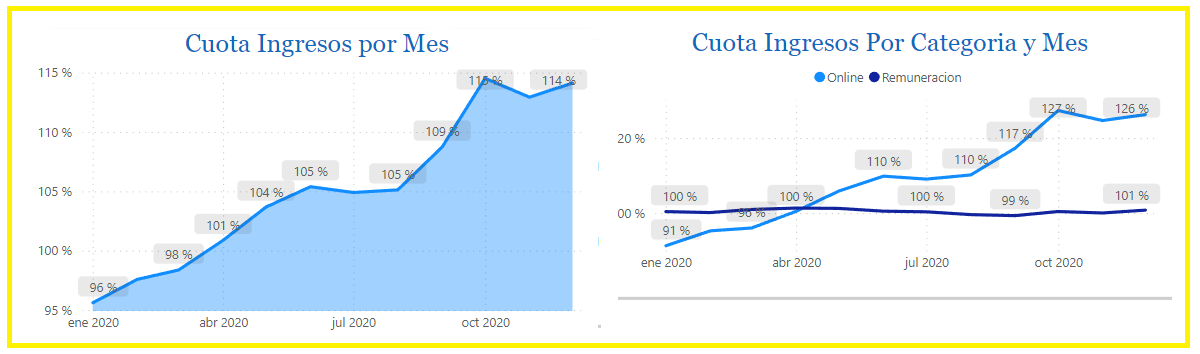 Cuota Ingresos por Mes
115 %
110 %
105 %
100 %
95 %
96 %
98 %
101 %
104 %
105 %
105 %
109 %
115 %
114 %
ene 2020
abr 2020
jul 2020
oct 2020
Cuota Ingresos Por Categoria y Mes
Online
Remuneracion
20 %
00 %
127 %
126 %
117 %
110 %
110 %
100 %
100 %
100 %
99 %
101 %
96 %
91 %
ene 2020
abr 2020
jul 2020
oct 2020